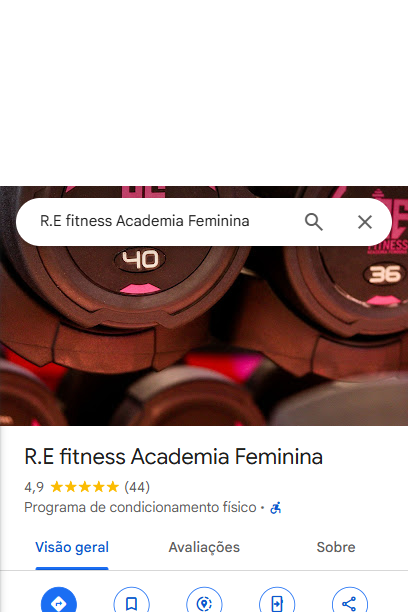 R.E fitness Academia Feminina
40
36
FITNESS
R.E fitness Academia Feminina
4,9 (44)
Programa de condicionamento físico ·
Visão geral Avaliações Sobre